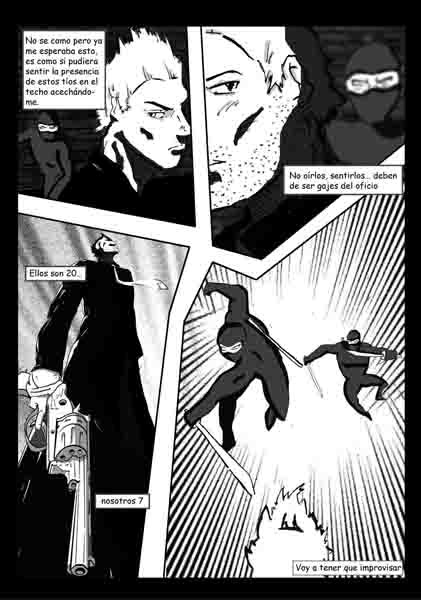 No se como pero ya
me esperaba esto,
es como si pudiera
sentir la presencia
de estos tíos en el
techo acechándo-
me.
No oírlos, sentirlos... deben
de ser gajes del oficio
Ellos son 20..
nosotros 7
Voy a tener que improvisar